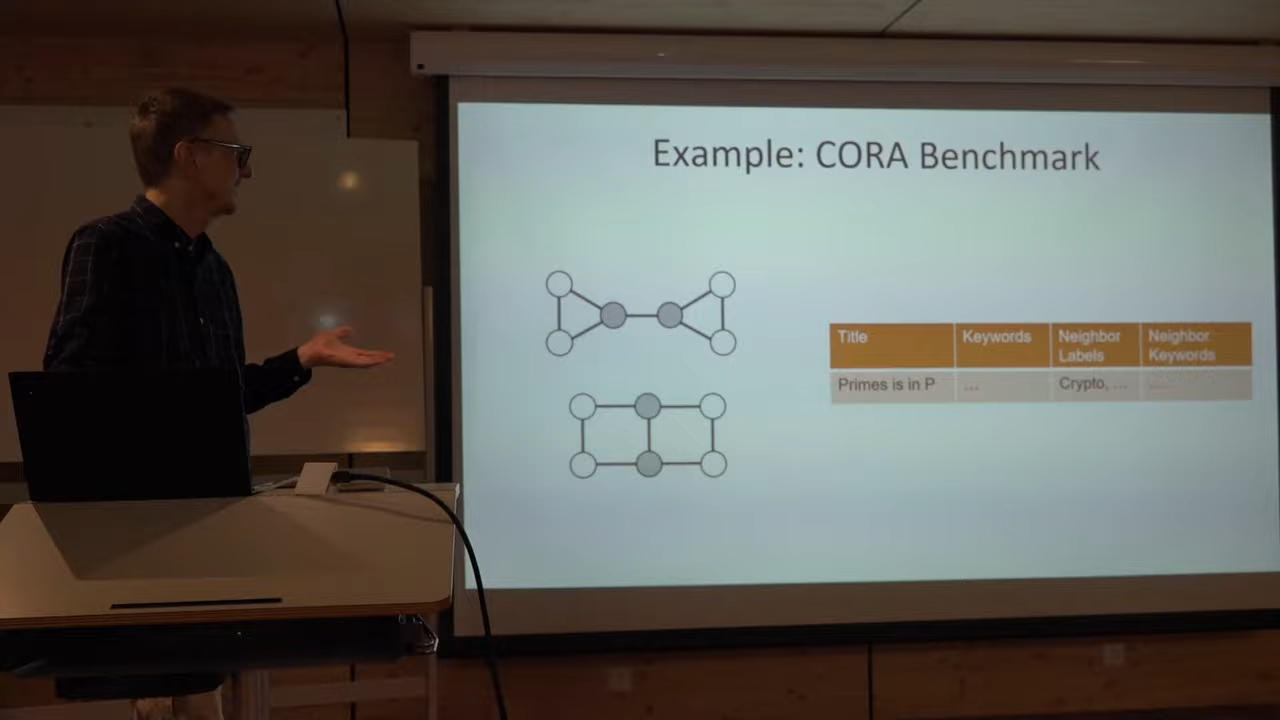 Example: CORA Benchmark
Title Keywords Neighbor Labels Neighbor Keywords
Primes is in P ... Crypto, ... ....